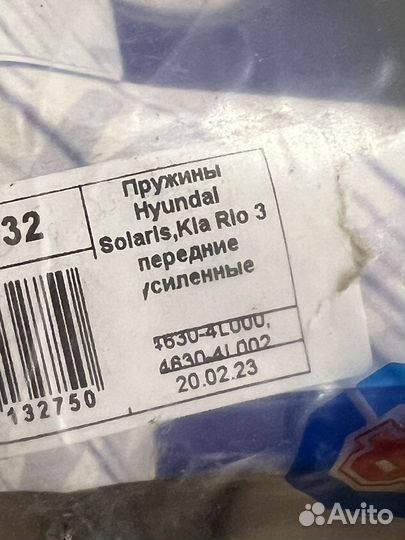 32
Пружины
Hyundai
Solaris,Kia Rio 3
передние
усиленные
4630-4L000,
4630-4L002
20.02.23
132750
Avito